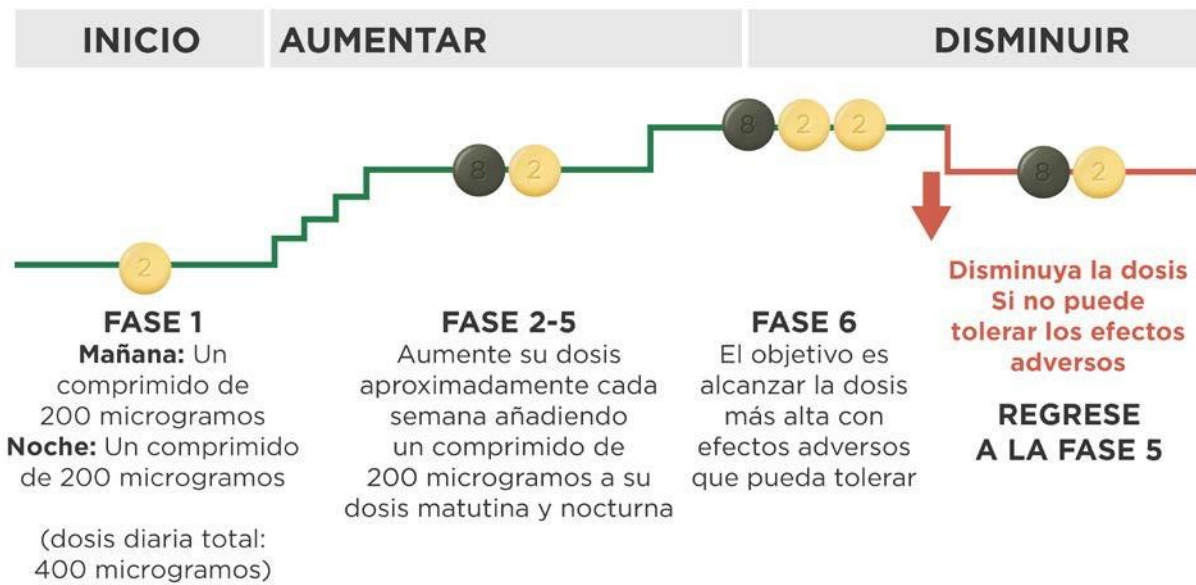 INICIO
AUMENTAR
DISMINUIR
8 2 2
8 2
8 2
2
FASE 1
Mañana: Un
comprimido de
200 microgramos
Noche: Un comprimido
de 200 microgramos
(dosis diaria total:
400 microgramos)
FASE 2-5
Aumente su dosis
aproximadamente cada
semana añadiendo
un comprimido de
200 microgramos a su
dosis matutina y nocturna
FASE 6
El objetivo es
alcanzar la dosis
más alta con
efectos adversos
que pueda tolerar
Disminuya la dosis
Si no puede
tolerar los efectos
adversos
REGRESE
A LA FASE 5